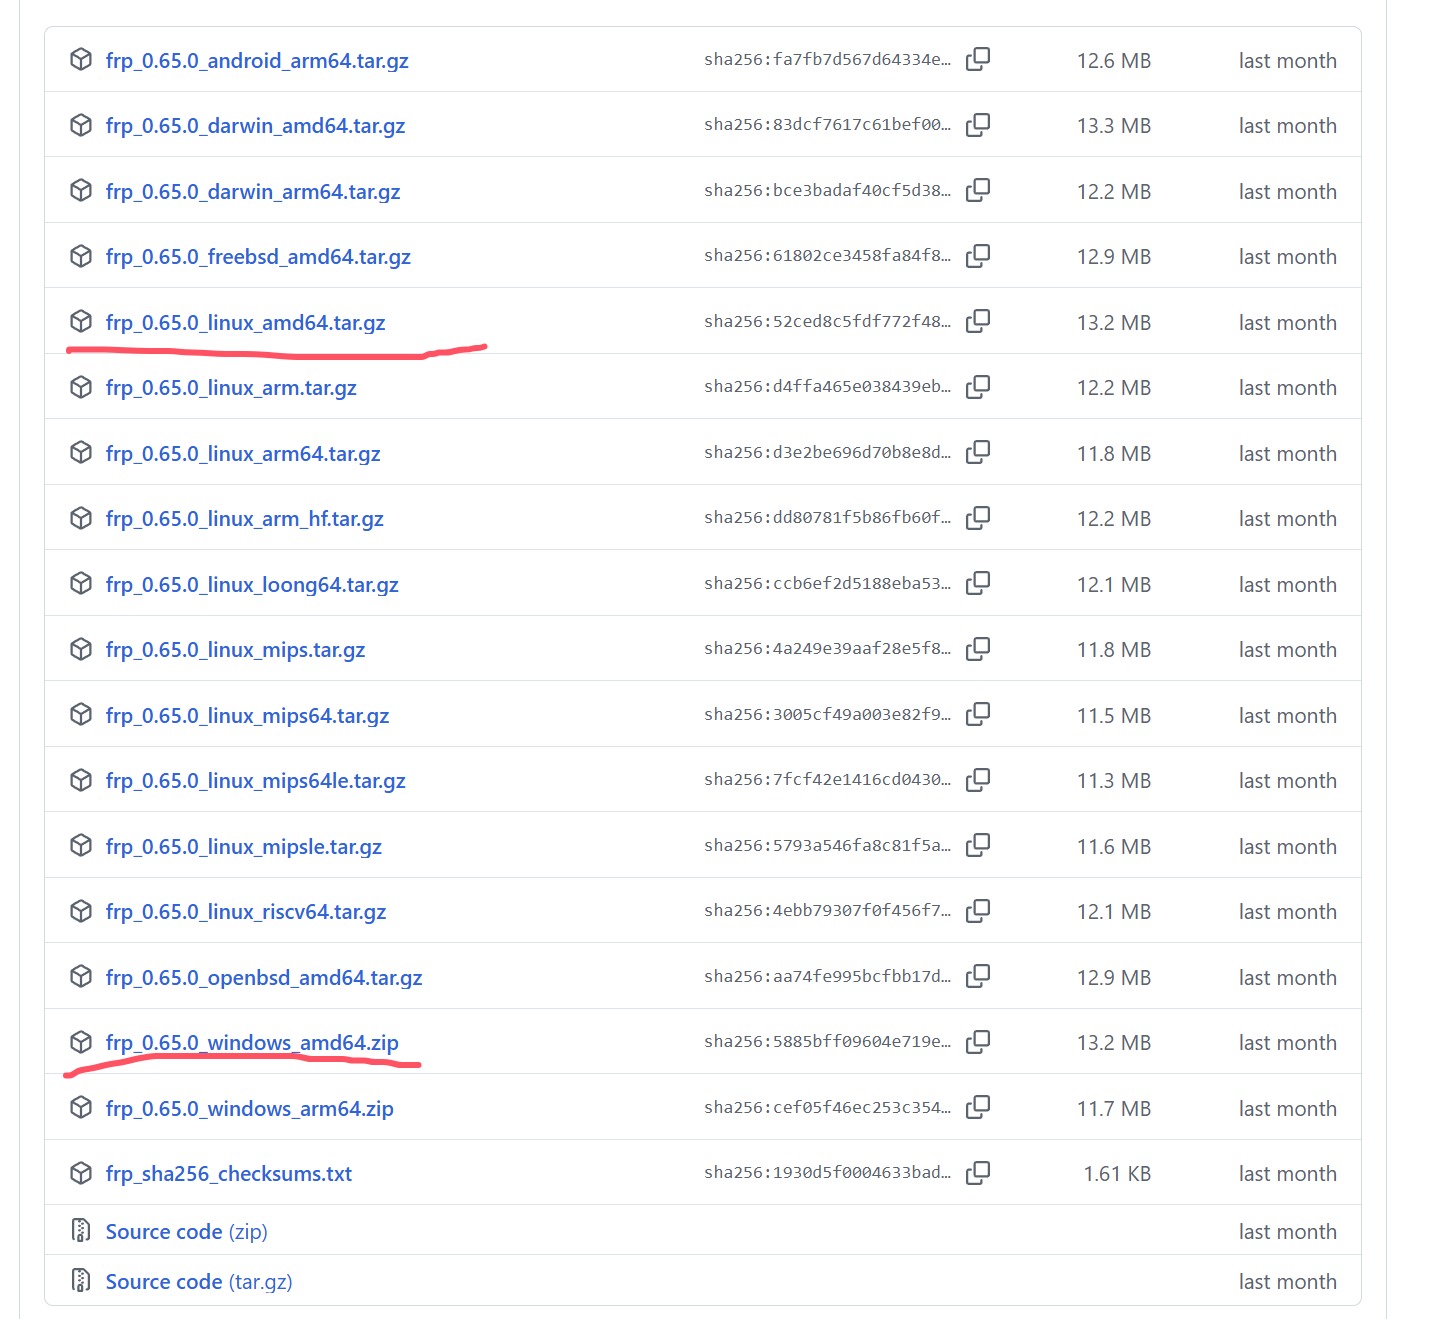 frp_0.65.0_android_arm64.tar.gz sha256:fa7fb7d567d64334e… 12.6 MB last month
frp_0.65.0_darwin_amd64.tar.gz sha256:83dcf7617c61bef00… 13.3 MB last month
frp_0.65.0_darwin_arm64.tar.gz sha256:bce3badaf40cf5d38… 12.2 MB last month
frp_0.65.0_freebsd_amd64.tar.gz sha256:61802ce3458fa84f8… 12.9 MB last month
frp_0.65.0_linux_amd64.tar.gz sha256:52ced8c5fdf772f48… 13.2 MB last month
frp_0.65.0_linux_arm.tar.gz sha256:d4ffa465e038439eb… 12.2 MB last month
frp_0.65.0_linux_arm64.tar.gz sha256:d3e2be696d70b8e8d… 11.8 MB last month
frp_0.65.0_linux_arm_hf.tar.gz sha256:dd80781f5b86fb60f… 12.2 MB last month
frp_0.65.0_linux_loong64.tar.gz sha256:ccb6ef2d5188eba53… 12.1 MB last month
frp_0.65.0_linux_mips.tar.gz sha256:4a249e39aaf28e5f8… 11.8 MB last month
frp_0.65.0_linux_mips64.tar.gz sha256:3005cf49a003e82f9… 11.5 MB last month
frp_0.65.0_linux_mips64le.tar.gz sha256:7fcf42e1416cd0430… 11.3 MB last month
frp_0.65.0_linux_mipsle.tar.gz sha256:5793a546fa8c81f5a… 11.6 MB last month
frp_0.65.0_linux_riscv64.tar.gz sha256:4ebb79307f0f456f7… 12.1 MB last month
frp_0.65.0_openbsd_amd64.tar.gz sha256:aa74fe995bcfbb17d… 12.9 MB last month
frp_0.65.0_windows_amd64.zip sha256:5885bff09604e719e… 13.2 MB last month
frp_0.65.0_windows_arm64.zip sha256:cef05f46ec253c354… 11.7 MB last month
frp_sha256_checksums.txt sha256:1930d5f0004633bad… 1.61 KB last month
Source code (zip) last month
Source code (tar.gz) last month